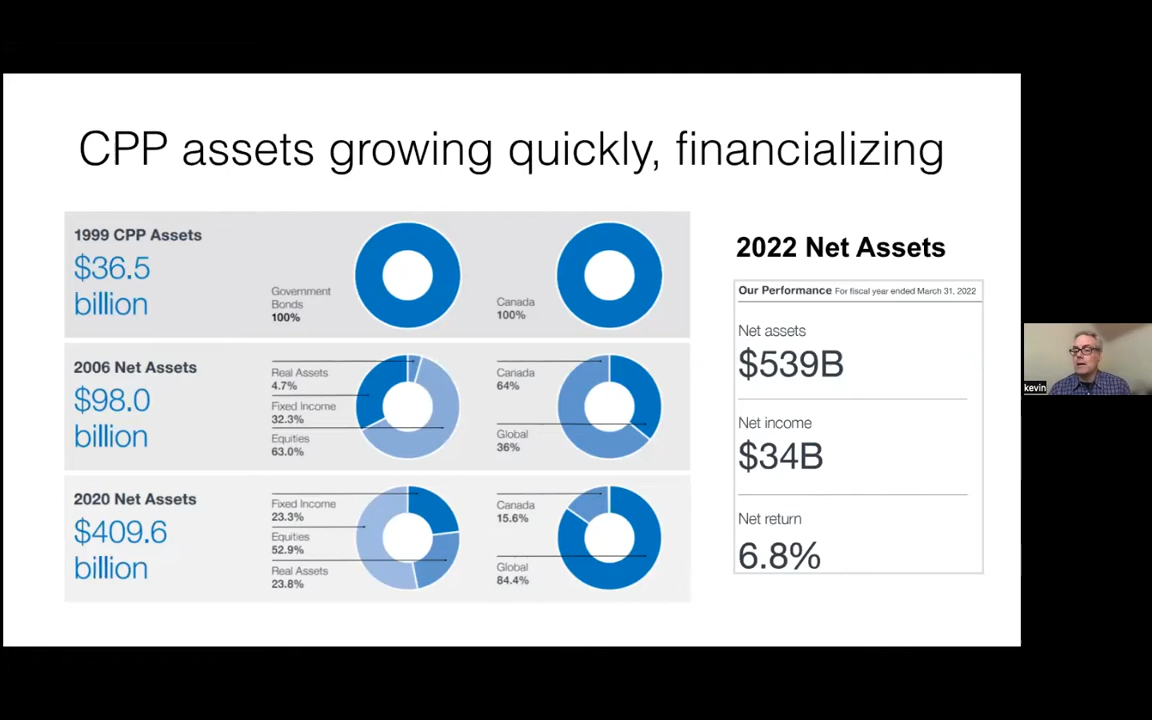 CPP assets growing quickly, financializing
1999 CPP Assets
$36.5
billion
Government
Bonds
100%
Canada
100%
2006 Net Assets
$98.0
billion
Real Assets
4.7%
Fixed Income
32.3%
Equities
63.0%
Canada
64%
Global
36%
2020 Net Assets
$409.6
billion
Fixed Income
23.3%
Equities
52.9%
Real Assets
23.8%
Canada
15.6%
Global
84.4%
2022 Net Assets
Our Performance For fiscal year ended March 31, 2022
Net assets
$539B
Net income
$34B
Net return
6.8%
kevin